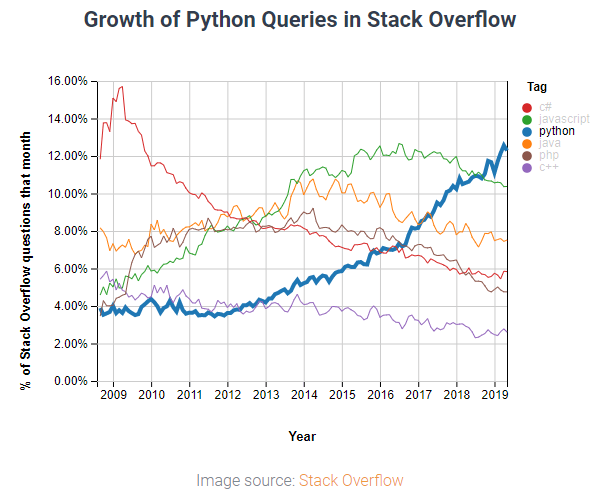 Growth of Python Queries in Stack Overflow
16.00%
14.00%
12.00%
10.00%
8.00%
6.00%
4.00%
2.00%
0.00%
% of Stack Overflow questions that month
2009 2010 2011 2012 2013 2014 2015 2016 2017 2018 2019
Year
Tag
c#
javascript
python
java
php
c++
Image source: Stack Overflow